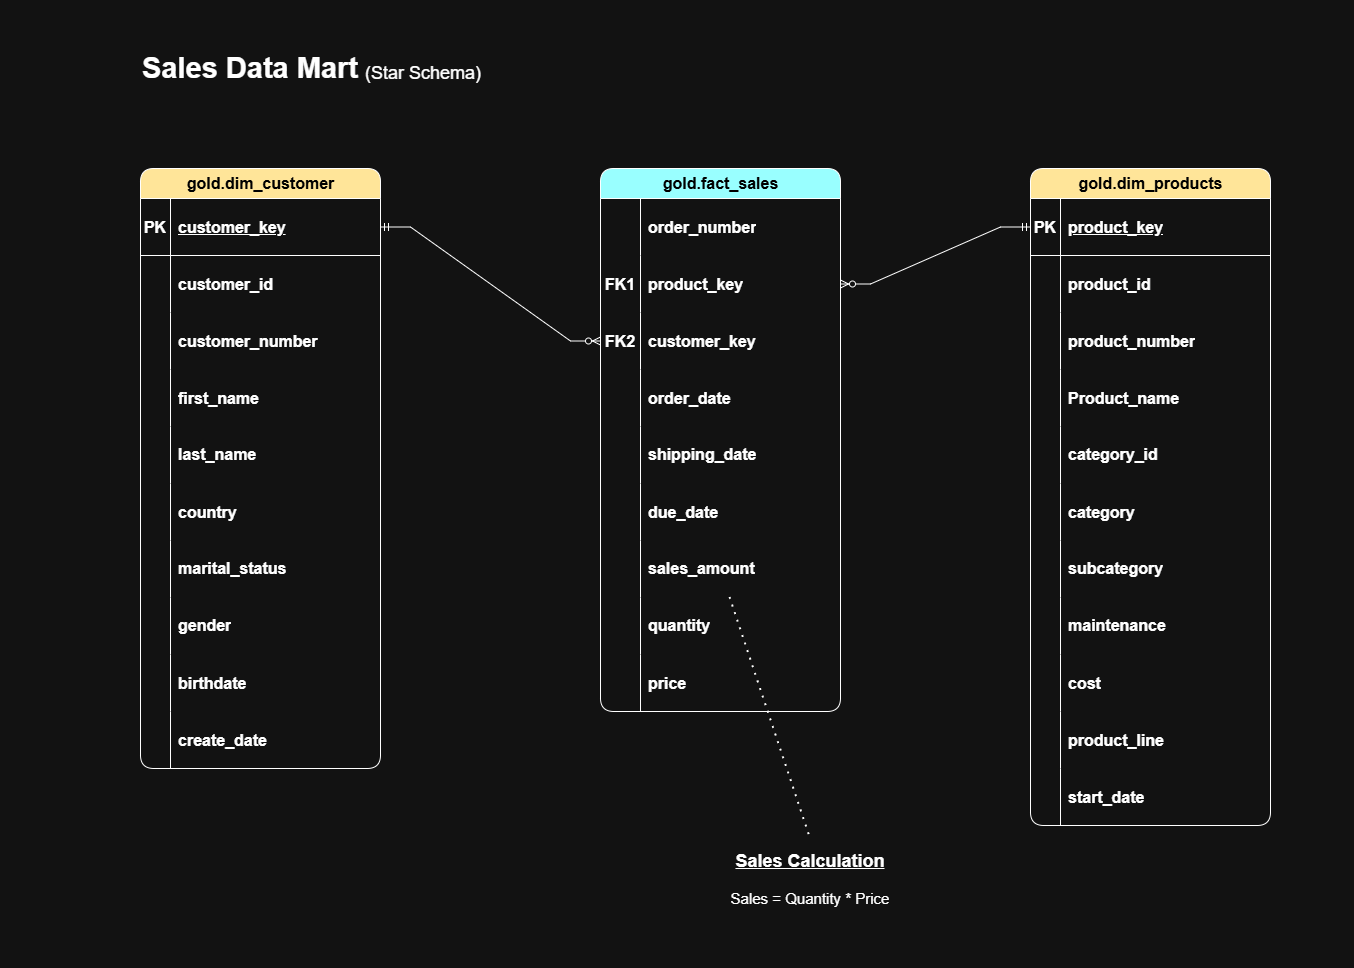 Sales Data Mart (Star Schema)
gold.dim_customer
PK customer_key
customer_id
customer_number
first_name
last_name
country
marital_status
gender
birthdate
create_date
gold.fact_sales
order_number
FK1 product_key
FK2 customer_key
order_date
shipping_date
due_date
sales_amount
quantity
price
gold.dim_products
PK product_key
product_id
product_number
Product_name
category_id
category
subcategory
maintenance
cost
product_line
start_date
Sales Calculation
Sales = Quantity * Price